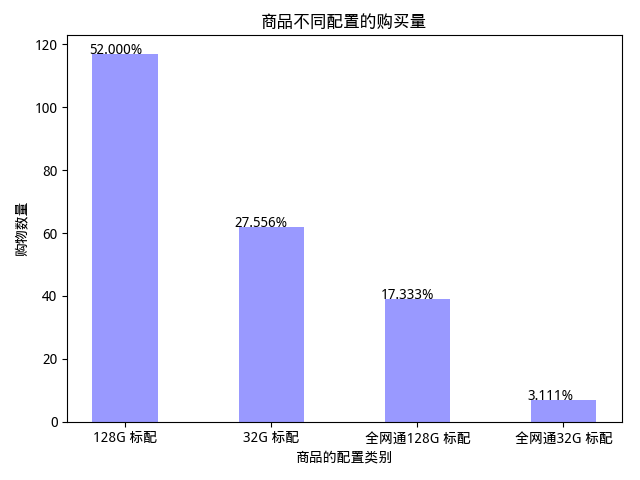 商品不同配置的购买量
120
100
80
60
40
20
0
购物数量
52.000%
27.556%
17.333%
3.111%
128G 标配
32G 标配
全网通128G 标配
全网通32G 标配
商品的配置类别